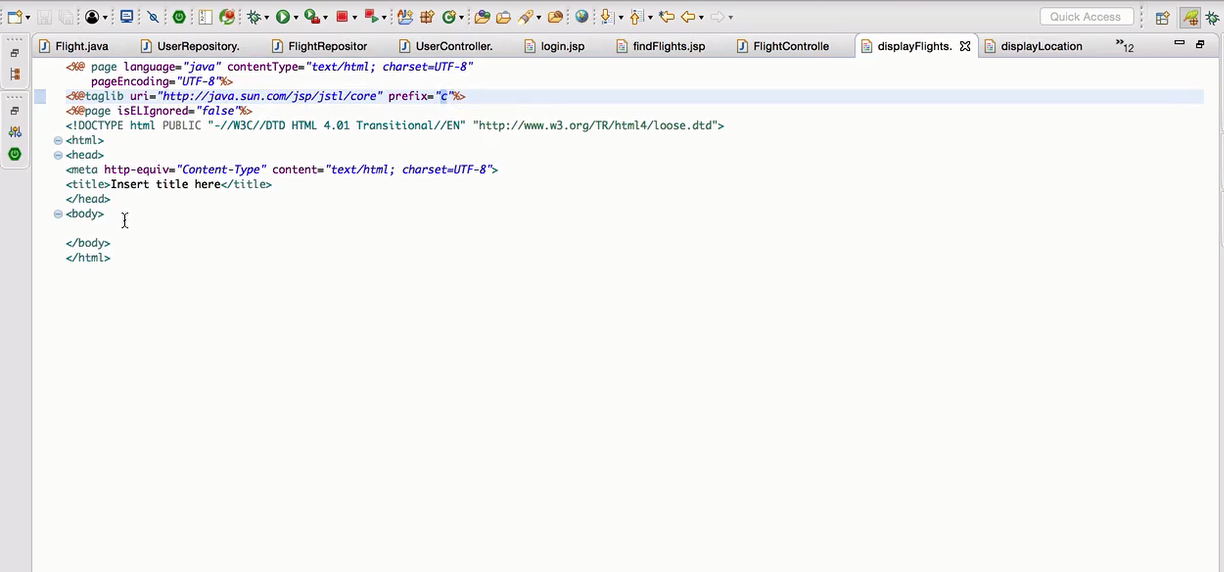 Quick Access
Flight.java
UserRepository.
FlightRepositor
UserController.
login.jsp
findFlights.jsp
FlightControlle
displayFlights.
displayLocation
»12
<%@ page language="java" contentType="text/html; charset=UTF-8"
pageEncoding="UTF-8"%>
<%@taglib uri="http://java.sun.com/jsp/jstl/core" prefix="c"%>
<%@page isELIgnored="false"%>
<!DOCTYPE html PUBLIC "-//W3C//DTD HTML 4.01 Transitional//EN" "http://www.w3.org/TR/html4/loose.dtd">
<html>
<head>
<meta http-equiv="Content-Type" content="text/html; charset=UTF-8">
<title>Insert title here</title>
</head>
<body>
</body>
</html>